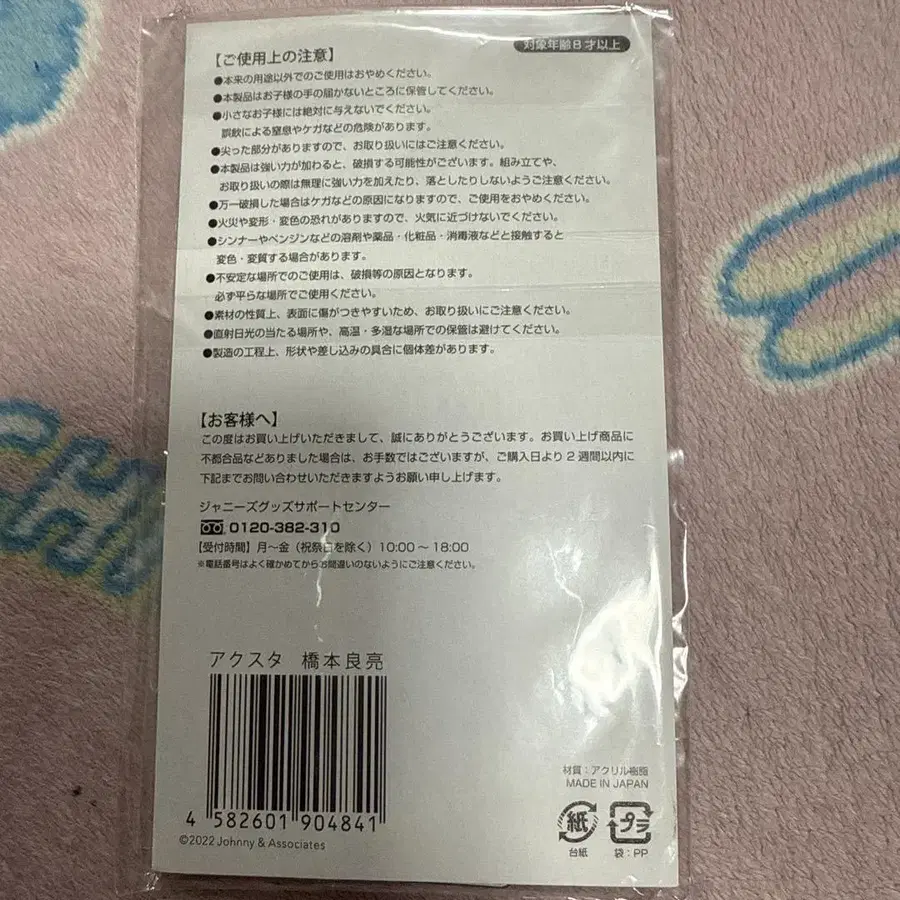 対象年齢8才以上
【ご使用上の注意】
●本来の用途以外でのご使用はおやめください。
●本製品はお子様の手の届かないところに保管してください。
●小さなお子様には絶対に与えないでください。
誤飲による窒息やケガなどの危険があります。
●尖った部分がありますので、お取り扱いにはご注意ください。
●本製品は強い力が加わると、破損する可能性がございます。組み立てや、
お取り扱いの際は無理に強い力を加えたり、落としたりしないようご注意ください。
●万一破損した場合はケガなどの原因になりますので、ご使用をおやめください。
●火災や変形・変色の恐れがありますので、火気に近づけないでください。
●シンナーやベンジンなどの溶剤や薬品・化粧品・消毒液などと接触すると
変色・変質する場合があります。
●不安定な場所でのご使用は、破損等の原因となります。
必ず平らな場所でご使用ください。
●素材の性質上、表面に傷がつきやすいため、お取り扱いにご注意ください。
●直射日光の当たる場所や、高温・多湿な場所での保管は避けてください。
●製造の工程上、形状や差し込みの具合に個体差があります。
【お客様へ】
この度はお買い上げいただきまして、誠にありがとうございます。お買い上げ商品に
不都合品などありました場合は、お手数ではございますが、ご購入日より2週間以内に
下記までお問い合わせいただきますようお願い申し上げます。
ジャニーズグッズサポートセンター
0120-382-310
【受付時間】月〜金（祝祭日を除く）10:00〜18:00
※電話番号はよく確かめてからお間違いのないようにご注意ください。
アクスタ 橋本良亮
4 582601 904841
©2022 Johnny & Associates
材質：アクリル樹脂
MADE IN JAPAN
紙 プラ
台紙 袋：PP